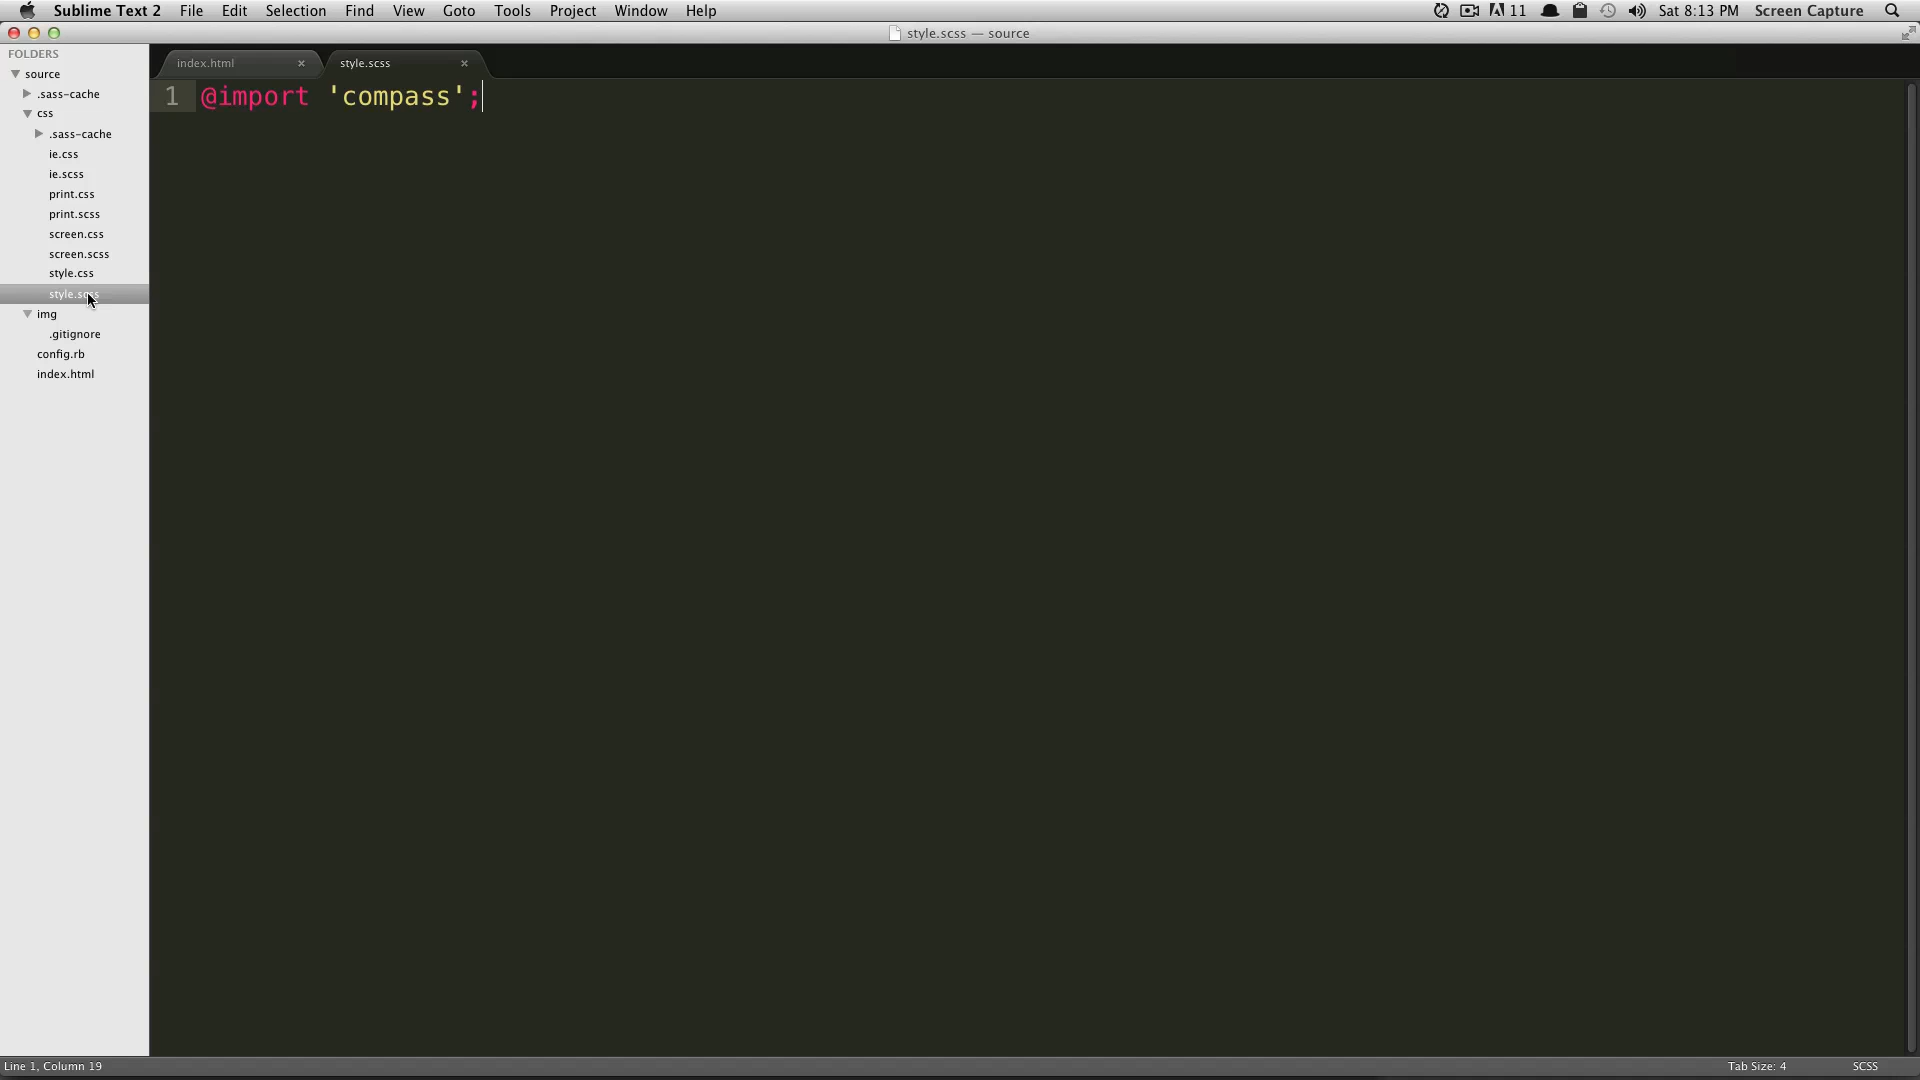 Sublime Text 2 File Edit Selection Find View Goto Tools Project Window Help 11 Sat 8:13 PM Screen Capture
style.scss — source
FOLDERS
source
.sass-cache
css
.sass-cache
ie.css
ie.scss
print.css
print.scss
screen.css
screen.scss
style.css
style.scss
img
.gitignore
config.rb
index.html
index.html × style.scss ×
1 @import 'compass';
Line 1, Column 19 Tab Size: 4 SCSS